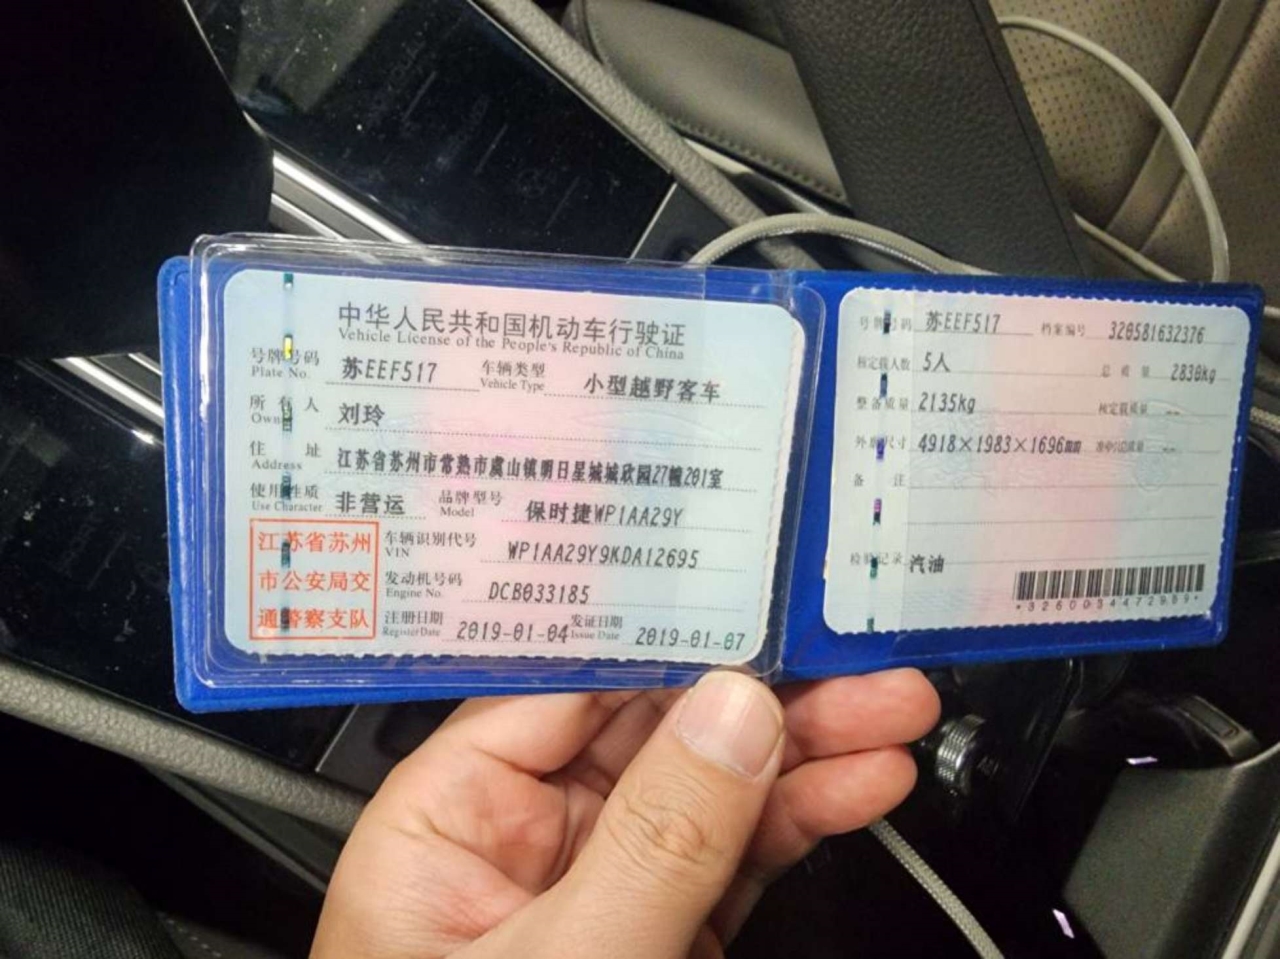 中华人民共和国机动车行驶证
Vehicle License of the People's Republic of China
号牌号码 苏EEF517 车辆类型 小型越野客车
Plate No. Vehicle Type
所有人 刘玲
Owner
住址 江苏省苏州市常熟市虞山镇明日星城城欣园27幢201室
Address
使用性质 非营运 品牌型号 保时捷WP1AA29Y
Use Character Model
江苏省苏州
市公安局交
通警察支队
车辆识别代号 WP1AA29Y9KDA12695
VIN
发动机号码 DCB033185
Engine No.
注册日期 2019-01-04 发证日期 2019-01-07
Register Date Issue Date
号牌号码 苏EEF517 档案编号 320581632376
核定载人数 5人 总质量 2830kg
整备质量 2135kg 核定载质量 --
外廓尺寸 4918×1983×1696mm 准牵引总质量 --
备注
检验记录 汽油